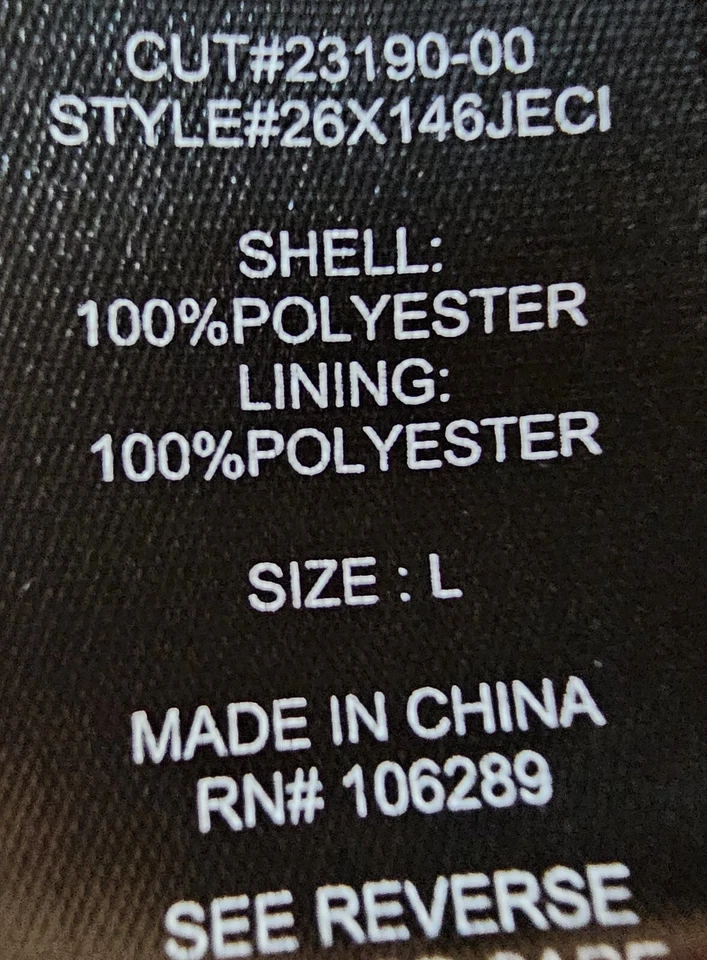 CUT#23190-00
STYLE#26X146JECI
SHELL:
100%POLYESTER
LINING:
100%POLYESTER
SIZE : L
MADE IN CHINA
RN# 106289
SEE REVERSE
CARE